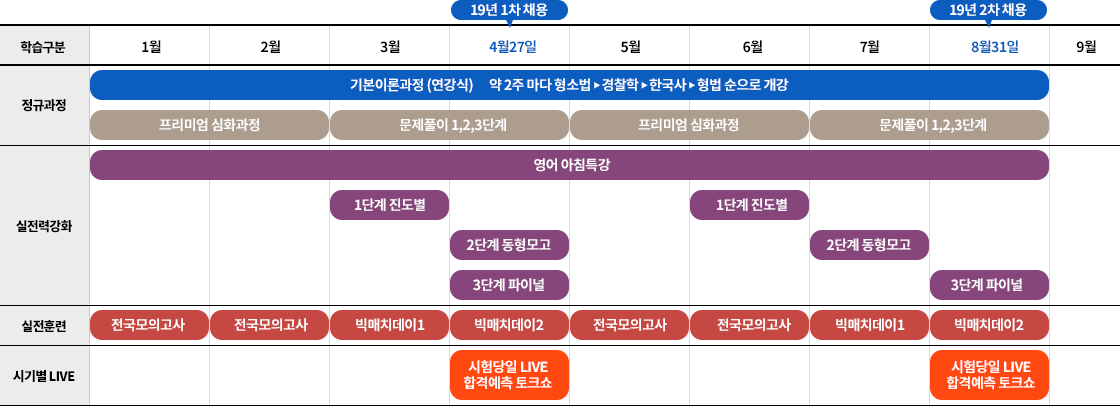 19년 1차 채용 19년 2차 채용
학습구분 1월 2월 3월 4월27일 5월 6월 7월 8월31일 9월
정규과정
기본이론과정 (연강식) 약 2주 마다 형소법 ▸ 경찰학 ▸ 한국사 ▸ 형법 순으로 개강
프리미엄 심화과정 문제풀이 1,2,3단계 프리미엄 심화과정 문제풀이 1,2,3단계
실전력강화
영어 아침특강
1단계 진도별 1단계 진도별
2단계 동형모고 2단계 동형모고
3단계 파이널 3단계 파이널
실전훈련 전국모의고사 전국모의고사 빅매치데이1 빅매치데이2 전국모의고사 전국모의고사 빅매치데이1 빅매치데이2
시기별 LIVE
시험당일 LIVE 시험당일 LIVE
합격예측 토크쇼 합격예측 토크쇼